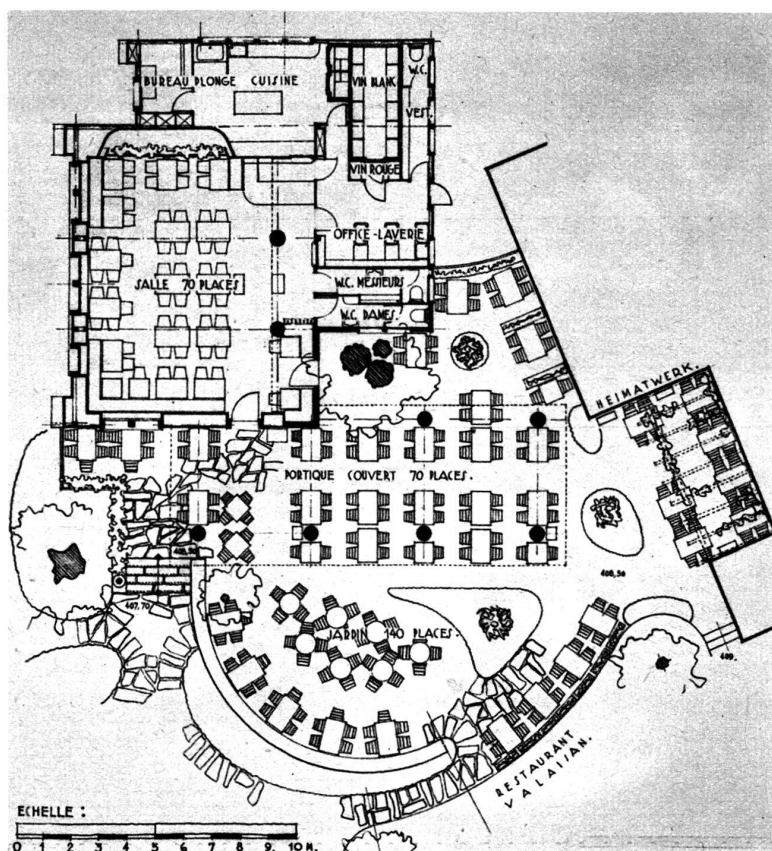 BUREAU PLONGE CUISINE
VIN BLANC
W.C.
VEST.
VIN ROUGE
OFFICE-LAVERIE
SALLE 70 PLACES
W.C. MESSIEURS
W.C. DAMES.
HEIMATWERK.
PORTIQUE COUVERT 70 PLACES.
408,50
407,70
JARDIN 140 PLACES.
408,50
409.
RESTAURANT
VALAISAN.
ECHELLE :
0 1 2 3 4 5 6 7 8 9 10 M.